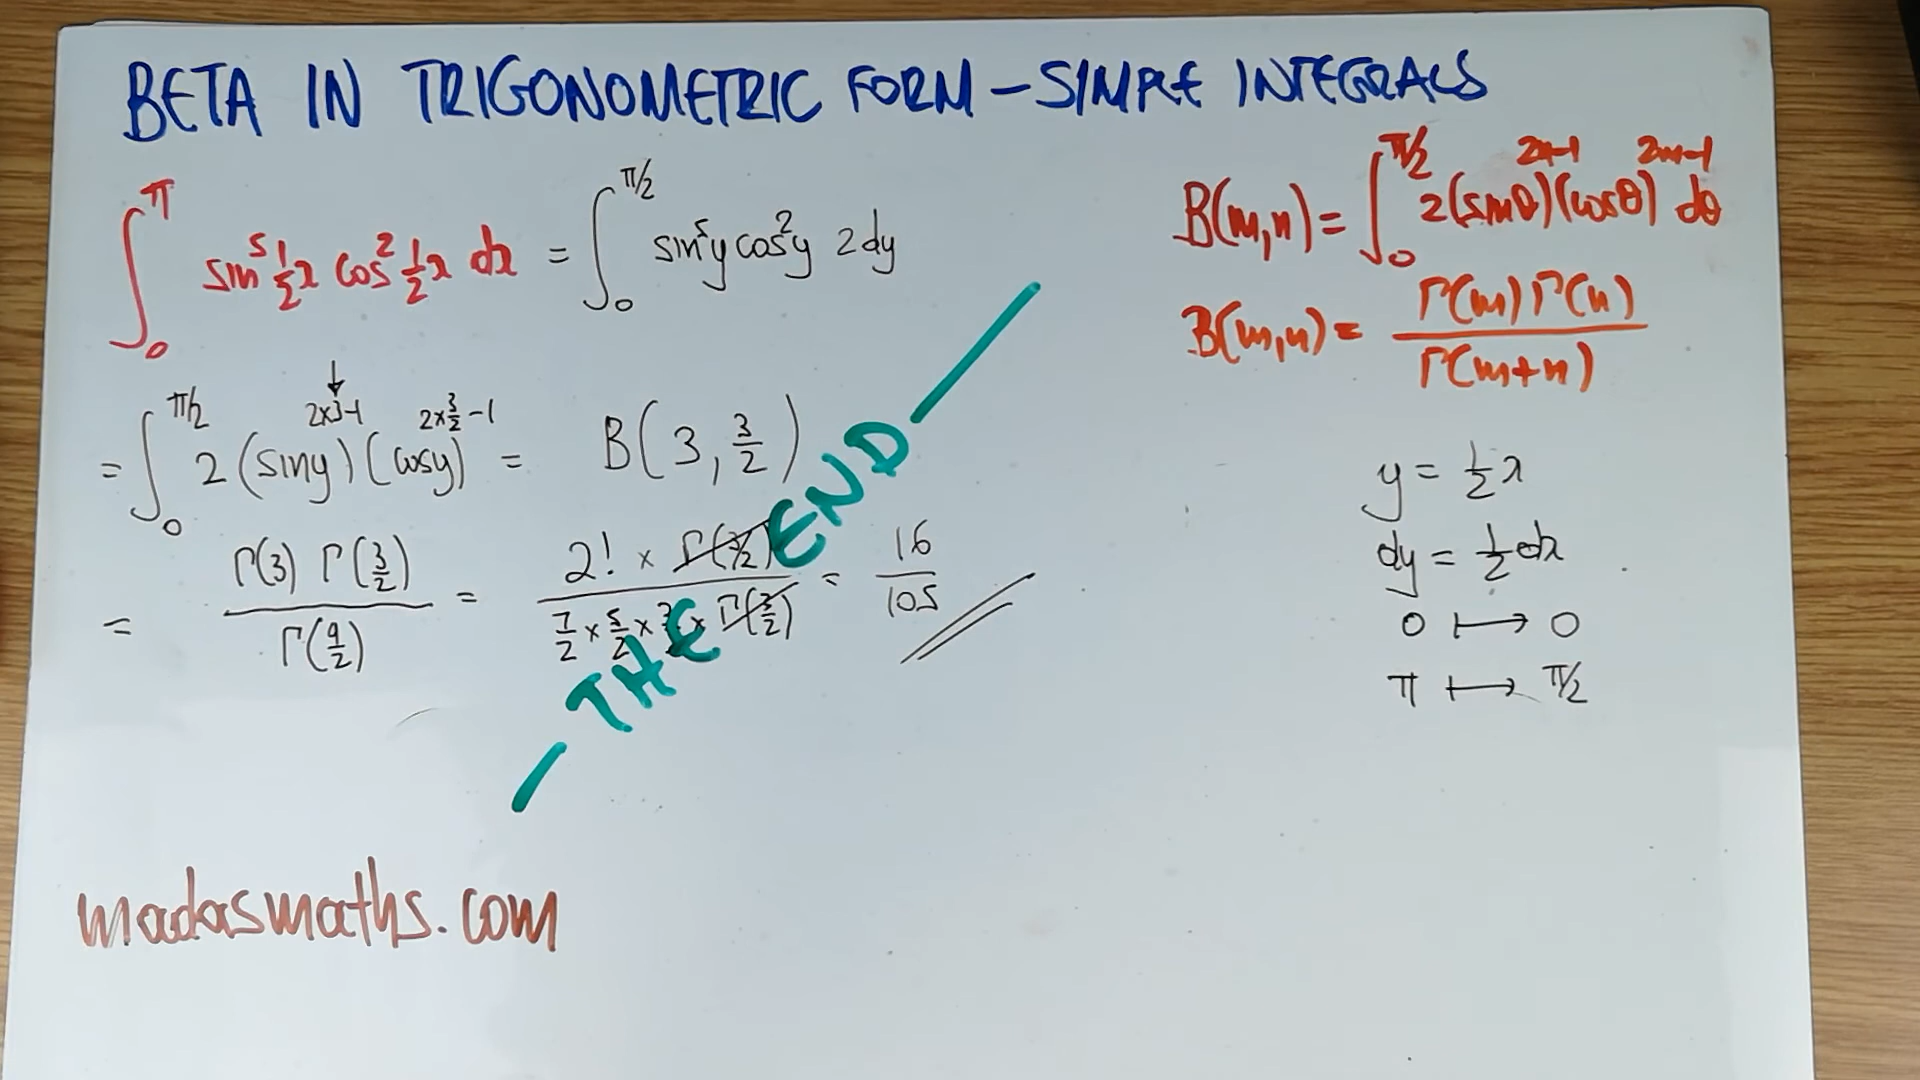 BETA IN TRIGONOMETRIC FORM – SIMPLE INTEGRALS
∫₀^π sin⁵ ½x cos² ½x dx = ∫₀^{π/2} sin⁵y cos²y 2dy
B(m,n) = ∫₀^{π/2} 2(sinθ)^{2n-1}(cosθ)^{2m-1} dθ
B(m,n) = Γ(m)Γ(n) / Γ(m+n)
= ∫₀^{π/2} 2(siny)^{2×3-1}(cosy)^{2×3/2-1} = B(3, 3/2)
= Γ(3) Γ(3/2) / Γ(9/2) = 2! × Γ(3/2) / 7/2 × 5/2 × 3/2 × Γ(3/2) = 16/105
y = ½x
dy = ½dx
0 ↦ 0
π ↦ π/2
— THE END —
madasmaths.com